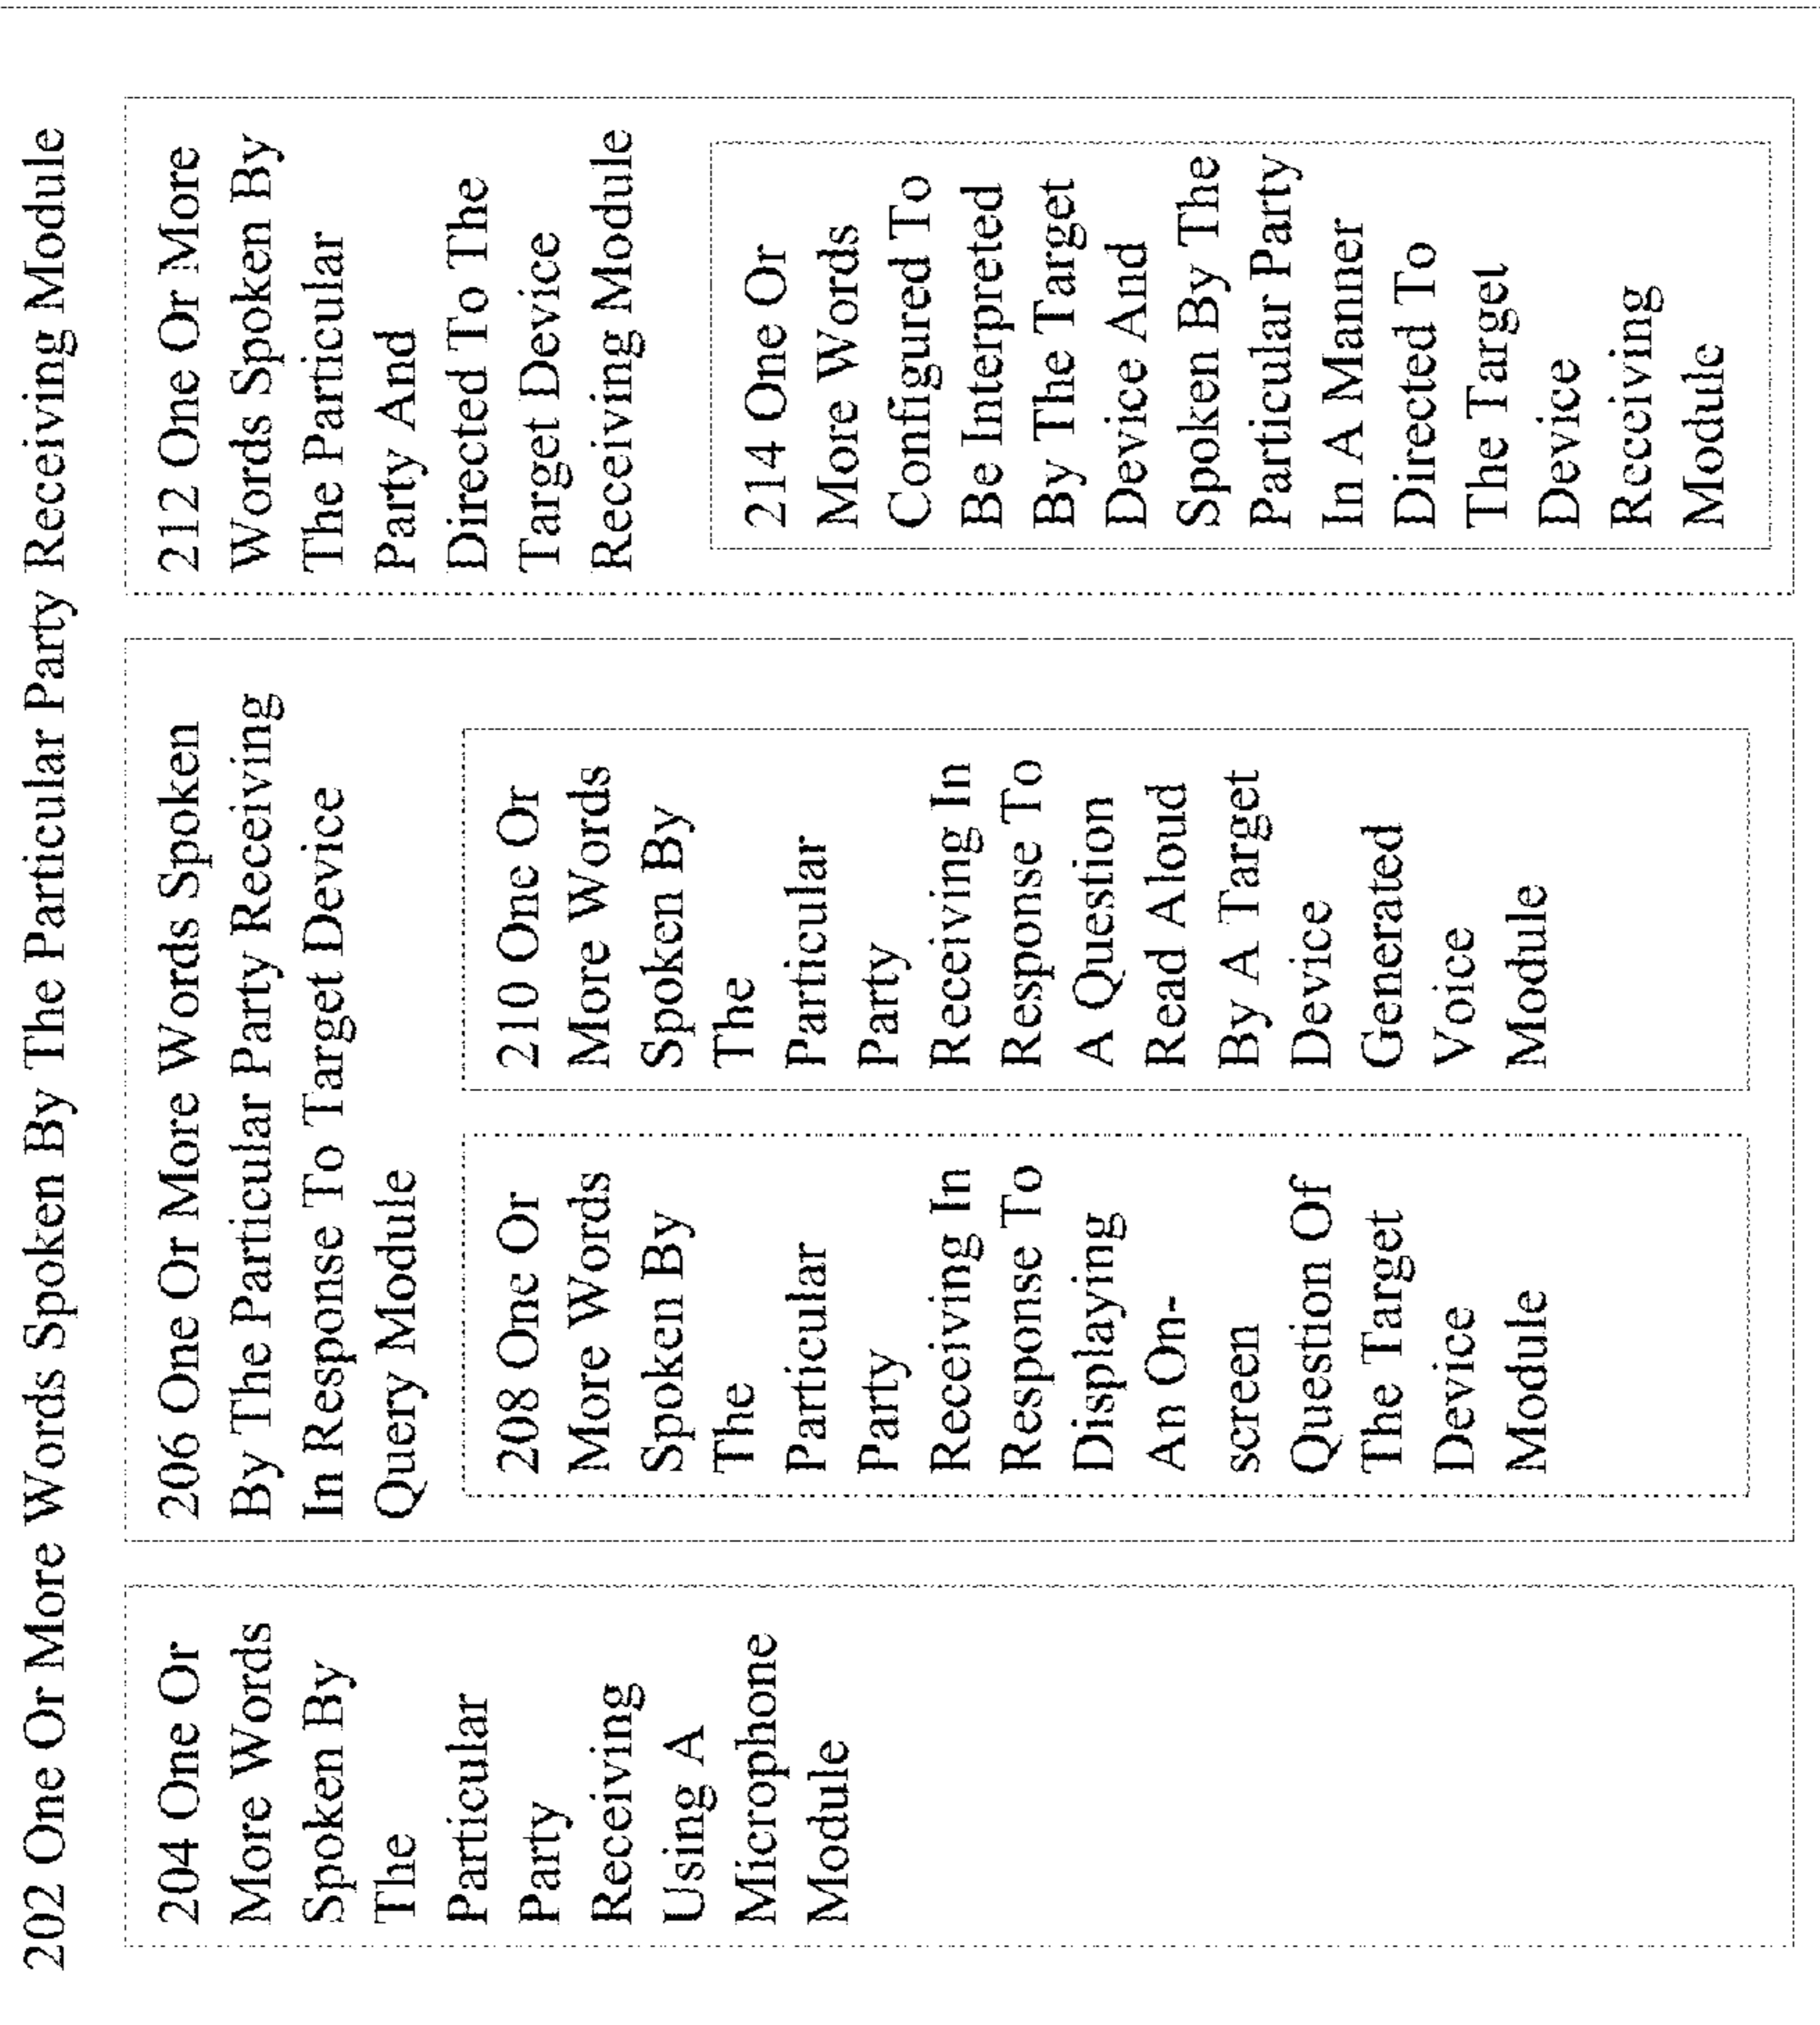 202 One Or More Words Spoken By The Particular Party Receiving Module
204 One Or
More Words
Spoken By
The
Particular
Party
Receiving
Using A
Microphone
Module
206 One Or More Words Spoken
By The Particular Party Receiving
In Response To Target Device
Query Module
208 One Or
More Words
Spoken By
The
Particular
Party
Receiving In
Response To
Displaying
An On-
screen
Question Of
The Target
Device
Module
210 One Or
More Words
Spoken By
The
Particular
Party
Receiving In
Response To
A Question
Read Aloud
By A Target
Device
Generated
Voice
Module
212 One Or More
Words Spoken By
The Particular
Party And
Directed To The
Target Device
Receiving Module
214 One Or
More Words
Configured To
Be Interpreted
By The Target
Device And
Spoken By The
Particular Party
In A Manner
Directed To
The Target
Device
Receiving
Module